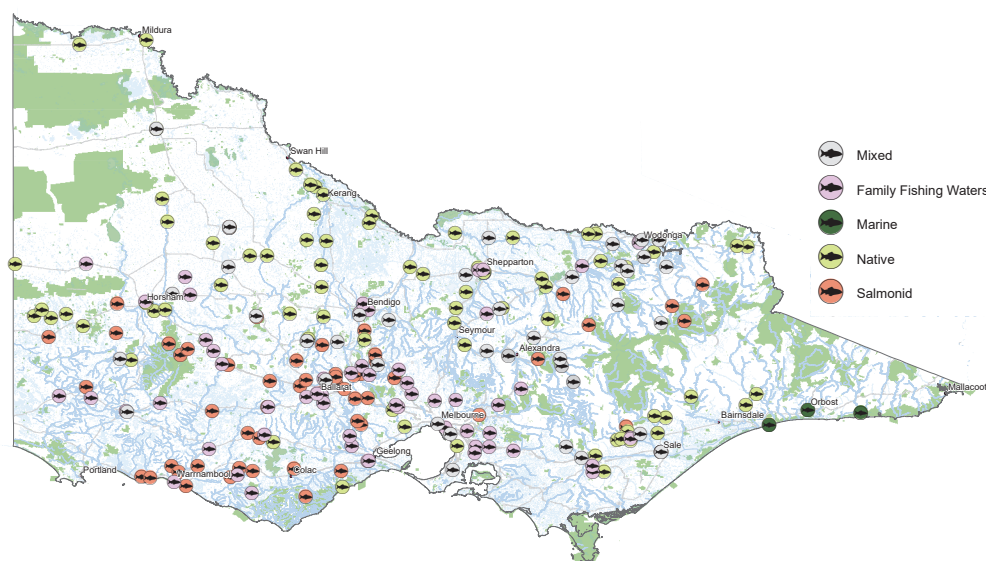 Mildura
Swan Hill
Kerang
Mixed
Family Fishing Waters
Marine
Native
Salmonid
Wodonga
Shepparton
Horsham
Bendigo
Seymour
Alexandra
Ballarat
Mallacoot
Orbost
Bairnsdale
Melbourne
Sale
Geelong
Portland
Warrnambool
Colac